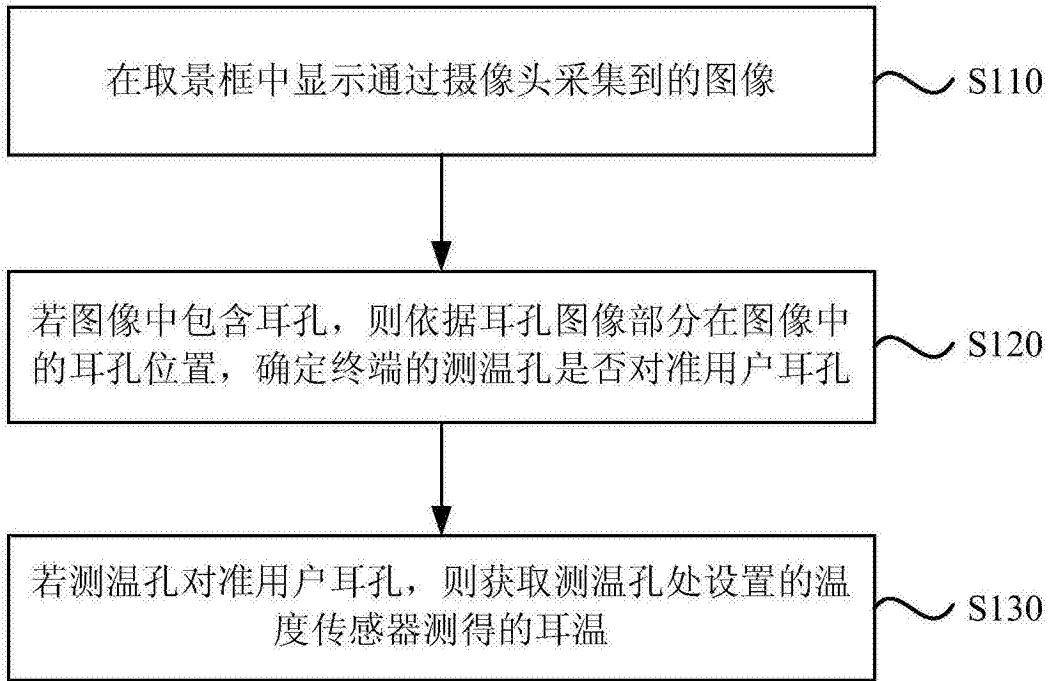 在取景框中显示通过摄像头采集到的图像
S110
若图像中包含耳孔，则依据耳孔图像部分在图像中
的耳孔位置，确定终端的测温孔是否对准用户耳孔
S120
若测温孔对准用户耳孔，则获取测温孔处设置的温
度传感器测得的耳温
S130